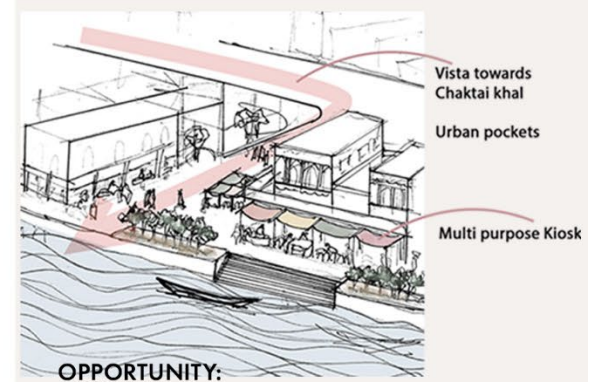 Vista towards
Chaktai khal
Urban pockets
Multi purpose Kiosk
OPPORTUNITY: